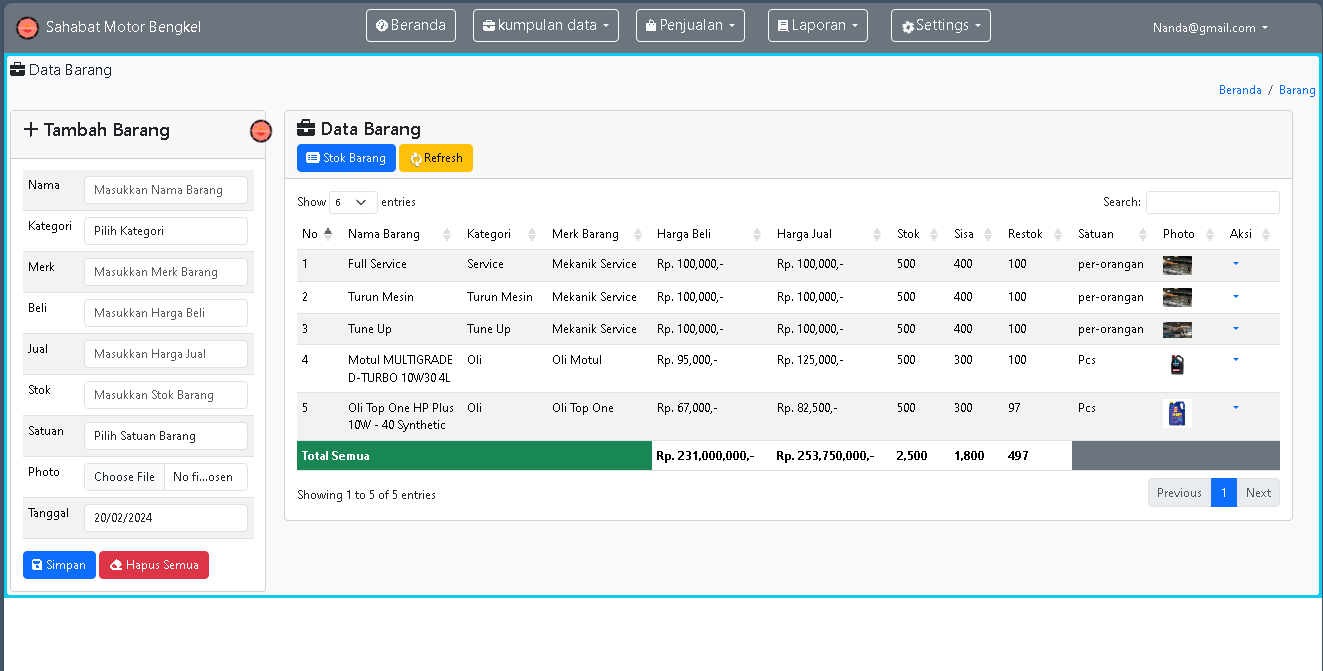 Sahabat Motor Bengkel Beranda kumpulan data Penjualan Laporan Settings Nanda@gmail.com
Data Barang
Beranda / Barang
Tambah Barang
Nama Masukkan Nama Barang
Kategori Pilih Kategori
Merk Masukkan Merk Barang
Beli Masukkan Harga Beli
Jual Masukkan Harga Jual
Stok Masukkan Stok Barang
Satuan Pilih Satuan Barang
Photo Choose File No fi...osen
Tanggal 20/02/2024
Simpan Hapus Semua
Data Barang
Stok Barang Refresh
Show 6 entries Search:
No Nama Barang Kategori Merk Barang Harga Beli Harga Jual Stok Sisa Restok Satuan Photo Aksi
1 Full Service Service Mekanik Service Rp. 100,000,- Rp. 100,000,- 500 400 100 per-orangan
2 Turun Mesin Turun Mesin Mekanik Service Rp. 100,000,- Rp. 100,000,- 500 400 100 per-orangan
3 Tune Up Tune Up Mekanik Service Rp. 100,000,- Rp. 100,000,- 500 400 100 per-orangan
4 Motul MULTIGRADE Oli Oli Motul Rp. 95,000,- Rp. 125,000,- 500 300 100 Pcs
D-TURBO 10W30 4L
5 Oli Top One HP Plus Oli Oli Top One Rp. 67,000,- Rp. 82,500,- 500 300 97 Pcs
10W - 40 Synthetic
Total Semua Rp. 231,000,000,- Rp. 253,750,000,- 2,500 1,800 497
Showing 1 to 5 of 5 entries Previous 1 Next